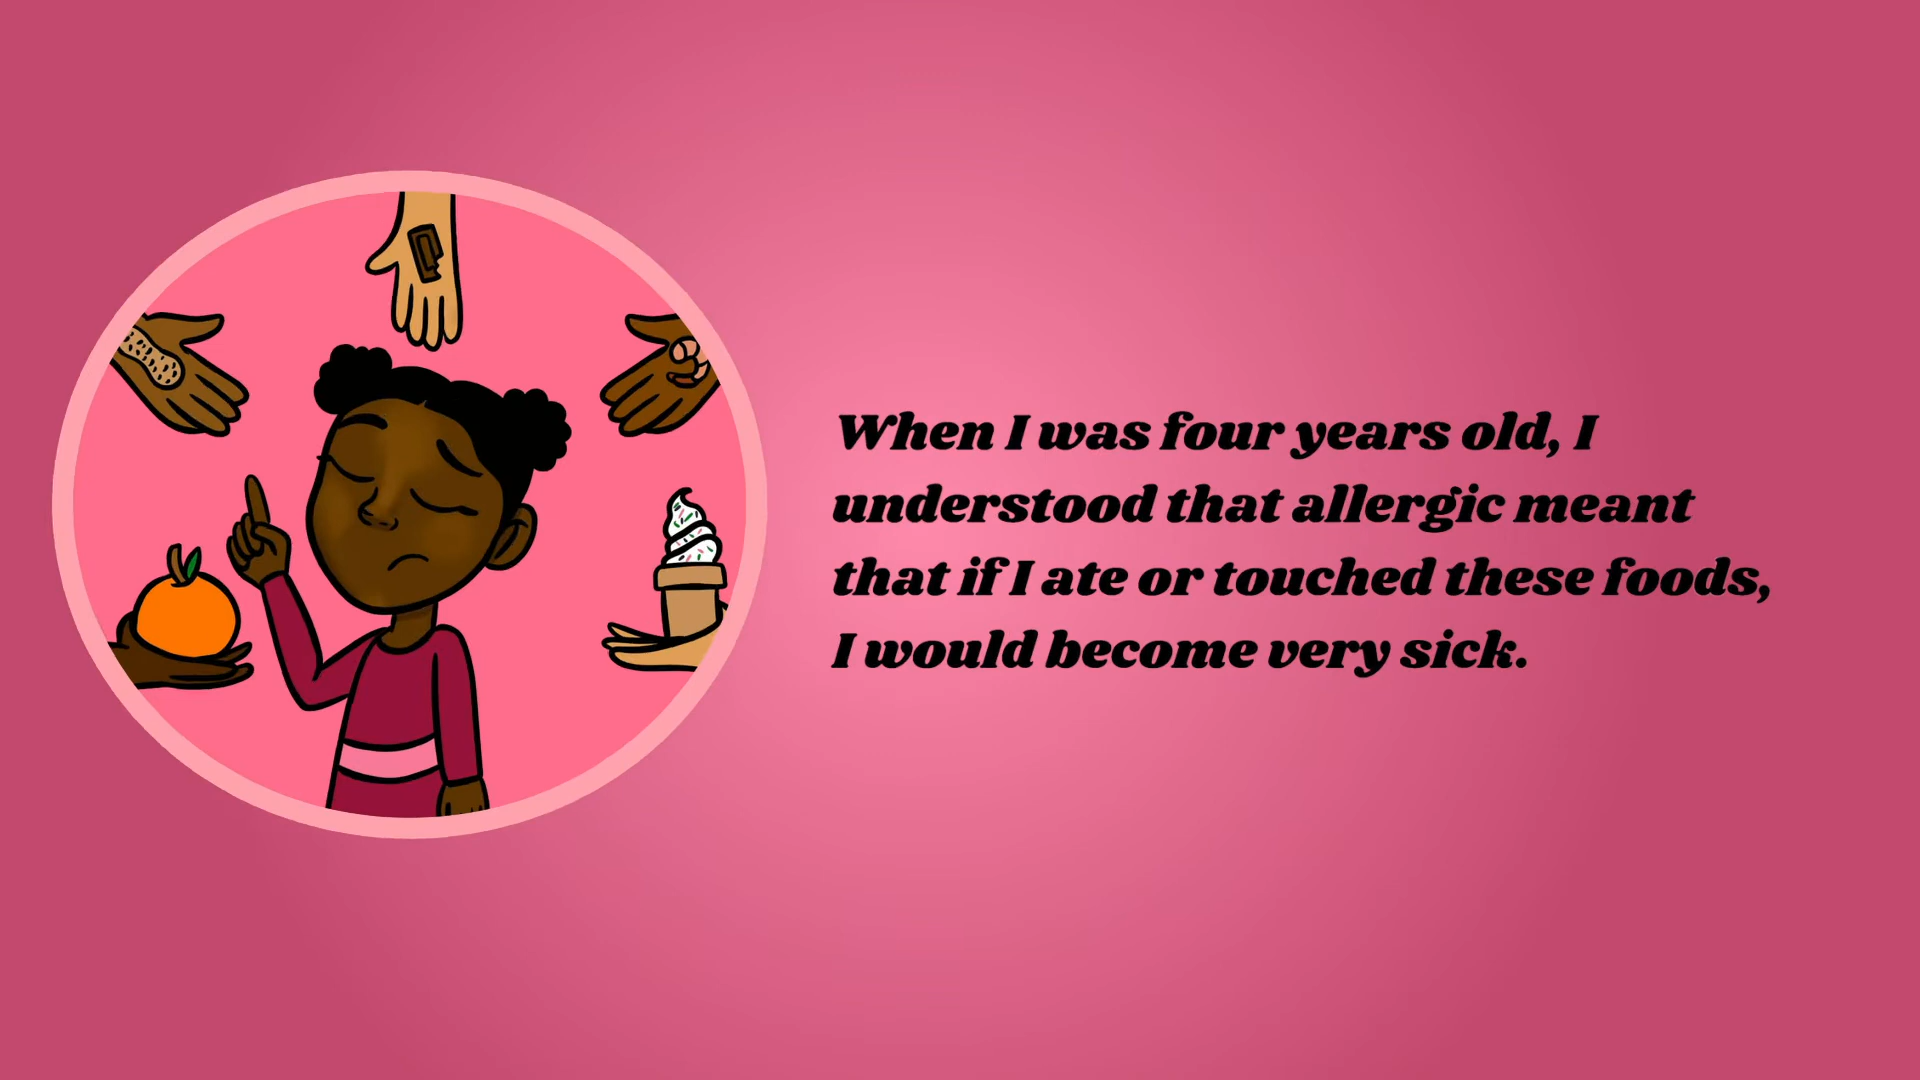 When I was four years old, I
understood that allergic meant
that if I ate or touched these foods,
I would become very sick.